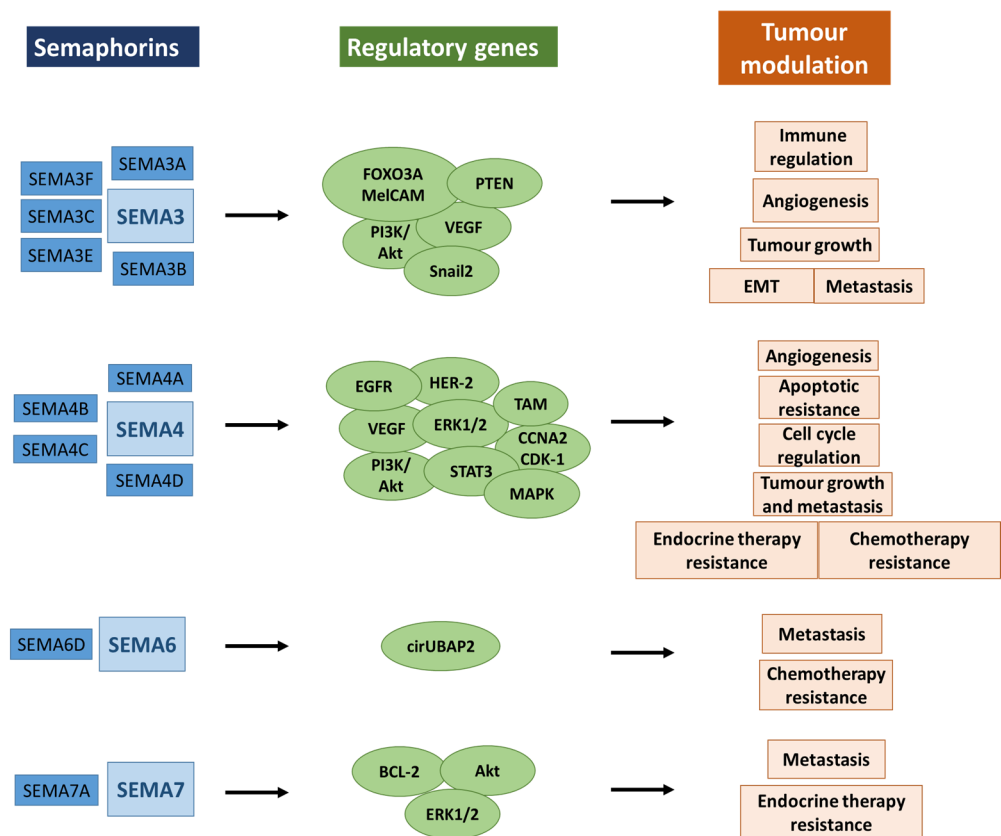 Semaphorins
Regulatory genes
Tumour
modulation
SEMA3A
SEMA3F
SEMA3C
SEMA3
SEMA3E
SEMA3B
FOXO3A
MelCAM
PTEN
PI3K/
Akt
VEGF
Snail2
Immune
regulation
Angiogenesis
Tumour growth
EMT
Metastasis
SEMA4A
SEMA4B
SEMA4
SEMA4C
SEMA4D
EGFR
HER-2
TAM
VEGF
ERK1/2
CCNA2
CDK-1
PI3K/
Akt
STAT3
MAPK
Angiogenesis
Apoptotic
resistance
Cell cycle
regulation
Tumour growth
and metastasis
Endocrine therapy
resistance
Chemotherapy
resistance
SEMA6D
SEMA6
cirUBAP2
Metastasis
Chemotherapy
resistance
SEMA7A
SEMA7
BCL-2
Akt
ERK1/2
Metastasis
Endocrine therapy
resistance